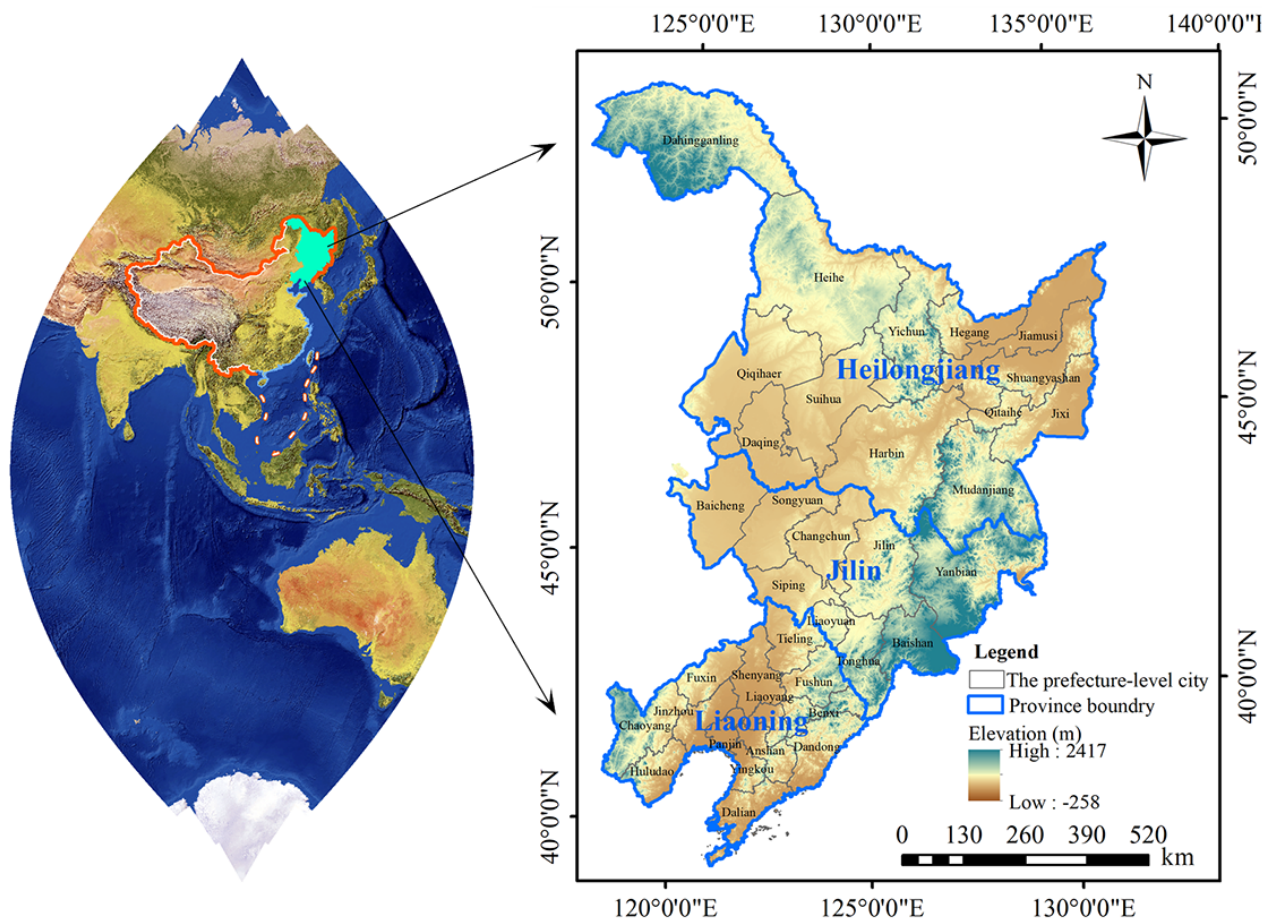 125°0'0"E 130°0'0"E 135°0'0"E 140°0'0"E
N
50°0'0"N
50°0'0"N
45°0'0"N
45°0'0"N
40°0'0"N
40°0'0"N
Dahingganling
Heihe
Yichun
Hegang
Jiamusi
Heilongjiang
Shuangyashan
Qiqihaer
Suihua
Qitaihe
Jixi
Daqing
Harbin
Mudanjiang
Baicheng
Songyuan
Changchun
Jilin
Jilin
Yanbian
Siping
Liaoyuan
Tieling
Baishan
Tonghua
Fuxin
Shenyang
Fushun
Liaoyang
Jinzhou
Chaoyang
Liaoning
Benxi
Panjin
Anshan
Dandong
Huludao
Yingkou
Dalian
Legend
The prefecture-level city
Province boundry
Elevation (m)
High : 2417
Low : -258
0 130 260 390 520
km
120°0'0"E 125°0'0"E 130°0'0"E